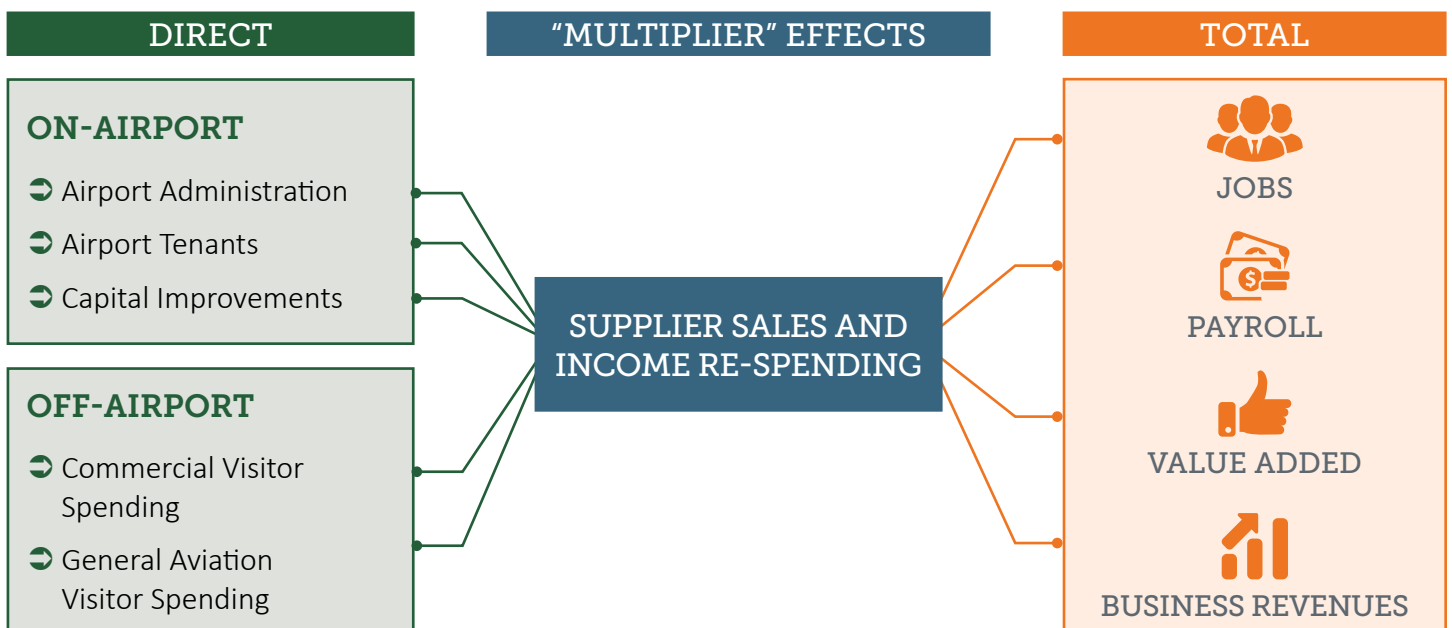 DIRECT
ON-AIRPORT
Airport Administration
Airport Tenants
Capital Improvements
OFF-AIRPORT
Commercial Visitor
Spending
General Aviation
Visitor Spending
“MULTIPLIER” EFFECTS
SUPPLIER SALES AND
INCOME RE-SPENDING
TOTAL
JOBS
$
PAYROLL
VALUE ADDED
BUSINESS REVENUES